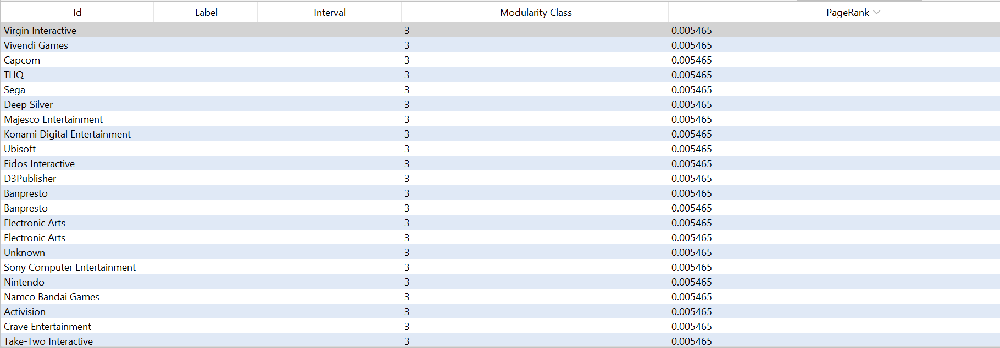 Id Label Interval Modularity Class PageRank
Virgin Interactive 3 0.005465
Vivendi Games 3 0.005465
Capcom 3 0.005465
THQ 3 0.005465
Sega 3 0.005465
Deep Silver 3 0.005465
Majesco Entertainment 3 0.005465
Konami Digital Entertainment 3 0.005465
Ubisoft 3 0.005465
Eidos Interactive 3 0.005465
D3Publisher 3 0.005465
Banpresto 3 0.005465
Banpresto 3 0.005465
Electronic Arts 3 0.005465
Electronic Arts 3 0.005465
Unknown 3 0.005465
Sony Computer Entertainment 3 0.005465
Nintendo 3 0.005465
Namco Bandai Games 3 0.005465
Activision 3 0.005465
Crave Entertainment 3 0.005465
Take-Two Interactive 3 0.005465